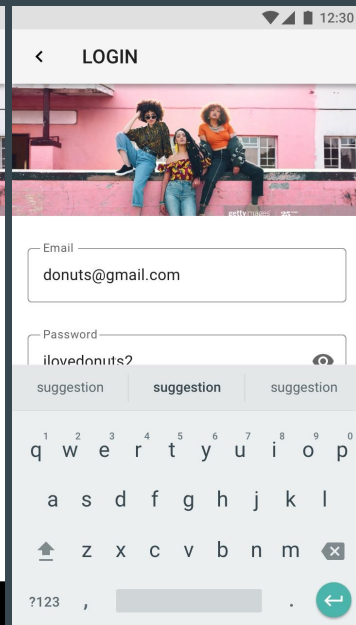 12:30
LOGIN
gettyimages
Email
donuts@gmail.com
Password
ilovedonuts2
suggestion suggestion suggestion
1 2 3 4 5 6 7 8 9 0
q w e r t y u i o p
a s d f g h j k l
z x c v b n m
?123 , .